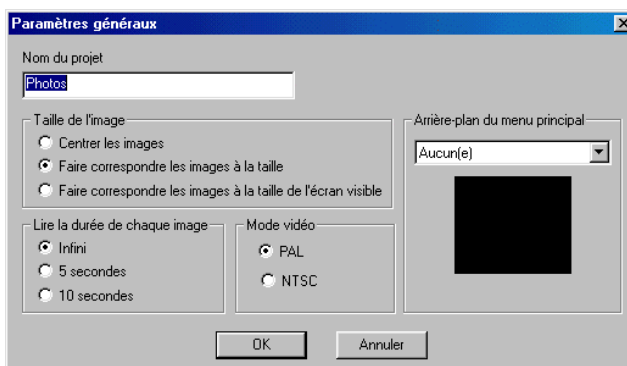 Paramètres généraux
Nom du projet
Photos
Taille de l'image
Centrer les images
Faire correspondre les images à la taille
Faire correspondre les images à la taille de l'écran visible
Arrière-plan du menu principal
Aucun(e)
Lire la durée de chaque image
Infini
5 secondes
10 secondes
Mode vidéo
PAL
NTSC
OK
Annuler